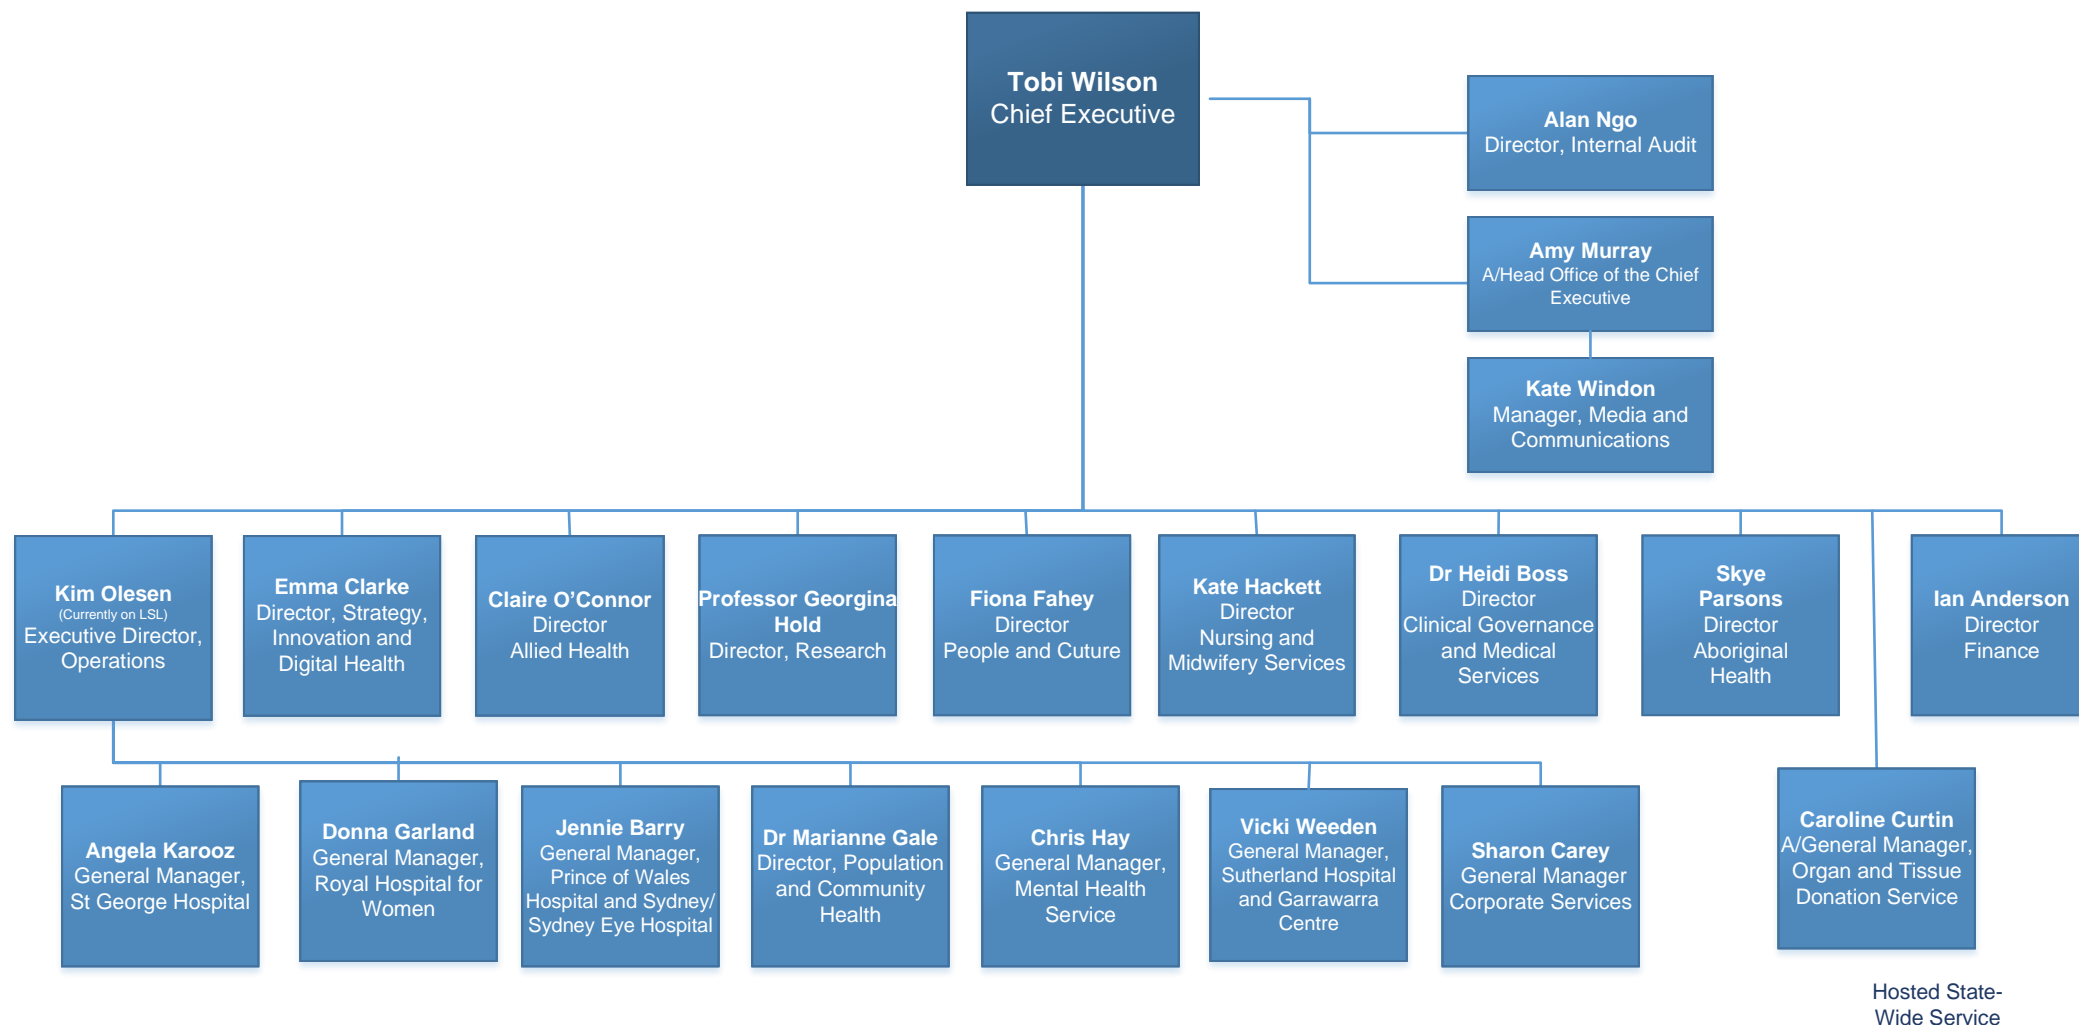 Tobi Wilson
Chief Executive
Alan Ngo
Director, Internal Audit
Amy Murray
A/Head Office of the Chief
Executive
Kate Windon
Manager, Media and
Communications
Kim Olesen
(Currently on LSL)
Executive Director,
Operations
Emma Clarke
Director, Strategy,
Innovation and
Digital Health
Claire O’Connor
Director
Allied Health
Professor Georgina
Hold
Director, Research
Fiona Fahey
Director
People and Cuture
Kate Hackett
Director
Nursing and
Midwifery Services
Dr Heidi Boss
Director
Clinical Governance
and Medical
Services
Skye
Parsons
Director
Aboriginal
Health
Ian Anderson
Director
Finance
Angela Karooz
General Manager,
St George Hospital
Donna Garland
General Manager,
Royal Hospital for
Women
Jennie Barry
General Manager,
Prince of Wales
Hospital and Sydney/
Sydney Eye Hospital
Dr Marianne Gale
Director, Population
and Community
Health
Chris Hay
General Manager,
Mental Health
Service
Vicki Weeden
General Manager,
Sutherland Hospital
and Garrawarra
Centre
Sharon Carey
General Manager
Corporate Services
Caroline Curtin
A/General Manager,
Organ and Tissue
Donation Service
Hosted State-
Wide Service